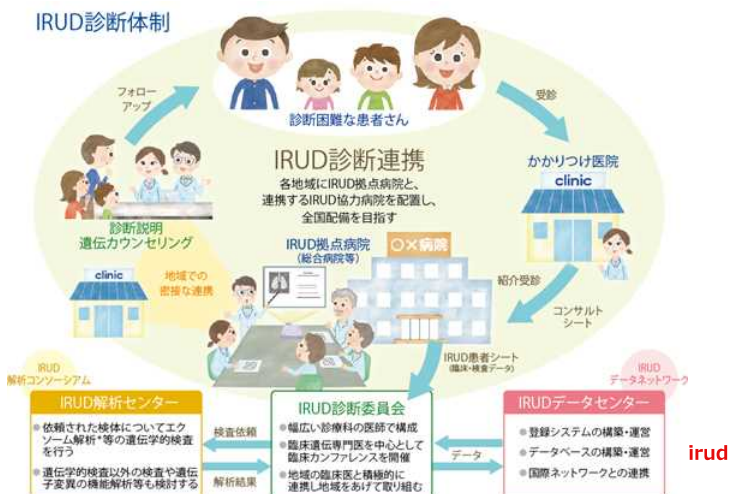 IRUD診断体制
診断困難な患者さん
フォロー
アップ
受診
IRUD診断連携
各地域にIRUD拠点病院と、
連携するIRUD協力病院を配置し、
全国配備を目指す
かかりつけ医院
clinic
診断説明
遺伝カウンセリング
IRUD拠点病院
(総合病院等)
〇×病院
clinic
地域での
密接な連携
紹介受診
コンサルト
シート
IRUD患者シート
(臨床・検査データ)
IRUD
解析コンソーシアム
IRUD
データネットワーク
IRUD解析センター
●依頼された検体についてエク
ソーム解析*等の遺伝学的検査
を行う
●遺伝学的検査以外の検査や遺伝
子変異の機能解析等も検討する
検査依頼
解析結果
IRUD診断委員会
●幅広い診療科の医師で構成
●臨床遺伝専門医を中心として
臨床カンファレンスを開催
●地域の臨床医と積極的に
連携し地域をあげて取り組む
データ
IRUDデータセンター
●登録システムの構築・運営
●データベースの構築・運営
●国際ネットワークとの連携
irud